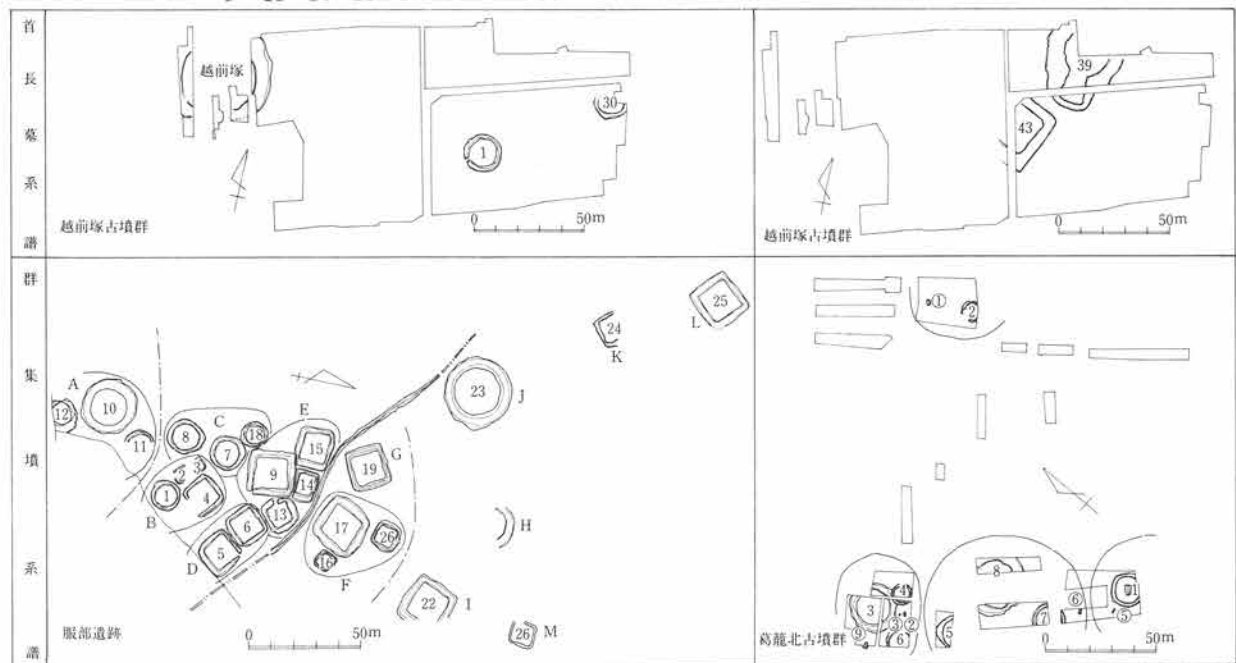 首長墓系譜
越前塚
30
1
0 50m
越前塚古墳群
39
43
0 50m
越前塚古墳群
群集墳系譜
25
L
24
K
A
10
12
11
C
8
18
7
E
15
9
14
23
J
19
G
2
3
1
4
B
13
6
5
D
17
26
16
F
H
22
I
26
M
服部遺跡
0 50m
①
2
8
4
3
③
②
⑨
6
5
7
⑥
1
⑤
葛籠北古墳群
0 50m